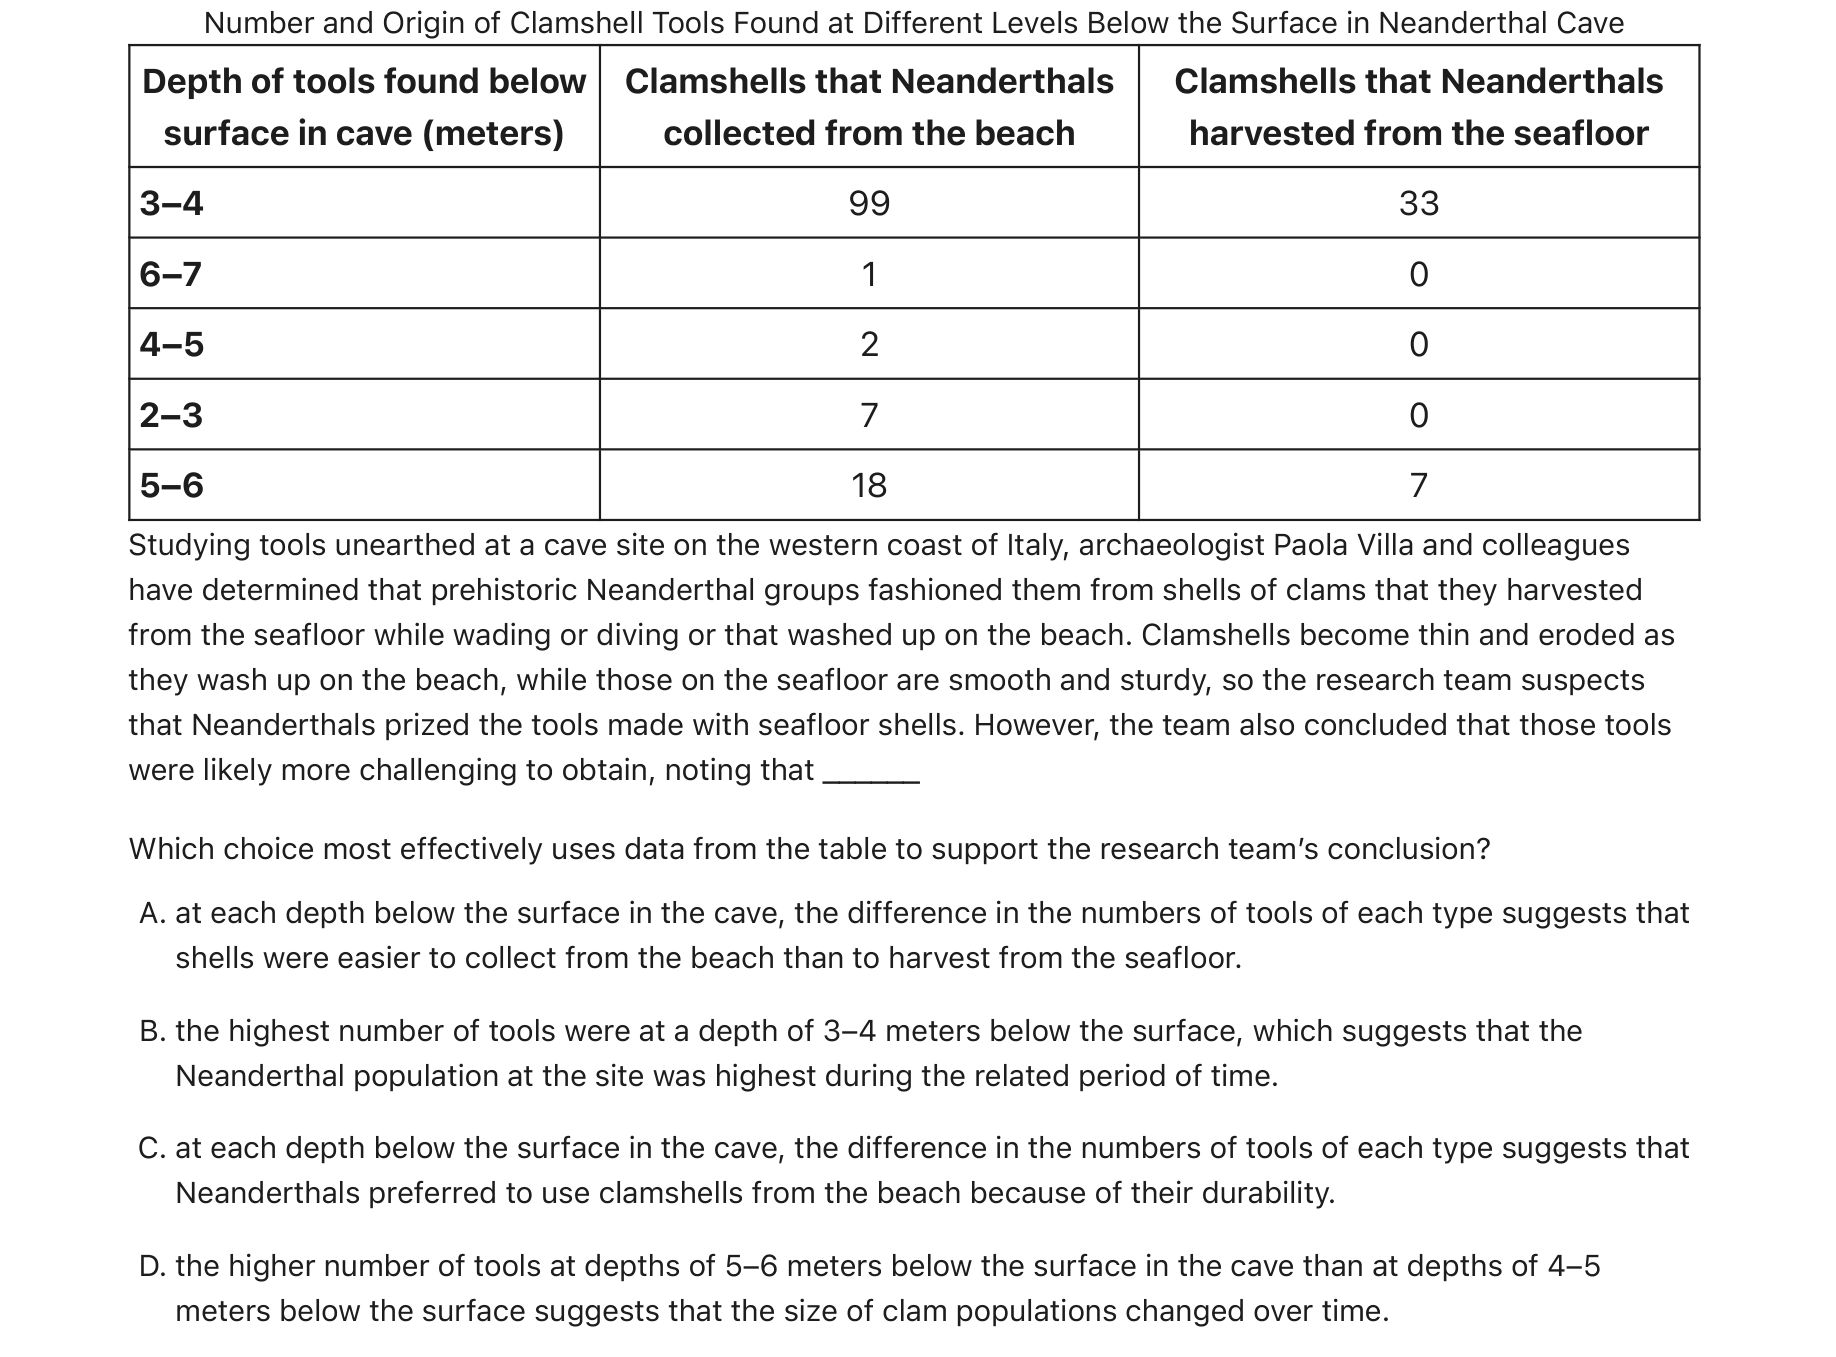 Number and Origin of Clamshell Tools Found at Different Levels Below the Surface in Neanderthal Cave
Depth of tools found below surface in cave (meters) Clamshells that Neanderthals collected from the beach Clamshells that Neanderthals harvested from the seafloor
3–4 99 33
6–7 1 0
4–5 2 0
2–3 7 0
5–6 18 7
Studying tools unearthed at a cave site on the western coast of Italy, archaeologist Paola Villa and colleagues
have determined that prehistoric Neanderthal groups fashioned them from shells of clams that they harvested
from the seafloor while wading or diving or that washed up on the beach. Clamshells become thin and eroded as
they wash up on the beach, while those on the seafloor are smooth and sturdy, so the research team suspects
that Neanderthals prized the tools made with seafloor shells. However, the team also concluded that those tools
were likely more challenging to obtain, noting that ______
Which choice most effectively uses data from the table to support the research team’s conclusion?
A. at each depth below the surface in the cave, the difference in the numbers of tools of each type suggests that
shells were easier to collect from the beach than to harvest from the seafloor.
B. the highest number of tools were at a depth of 3–4 meters below the surface, which suggests that the
Neanderthal population at the site was highest during the related period of time.
C. at each depth below the surface in the cave, the difference in the numbers of tools of each type suggests that
Neanderthals preferred to use clamshells from the beach because of their durability.
D. the higher number of tools at depths of 5–6 meters below the surface in the cave than at depths of 4–5
meters below the surface suggests that the size of clam populations changed over time.